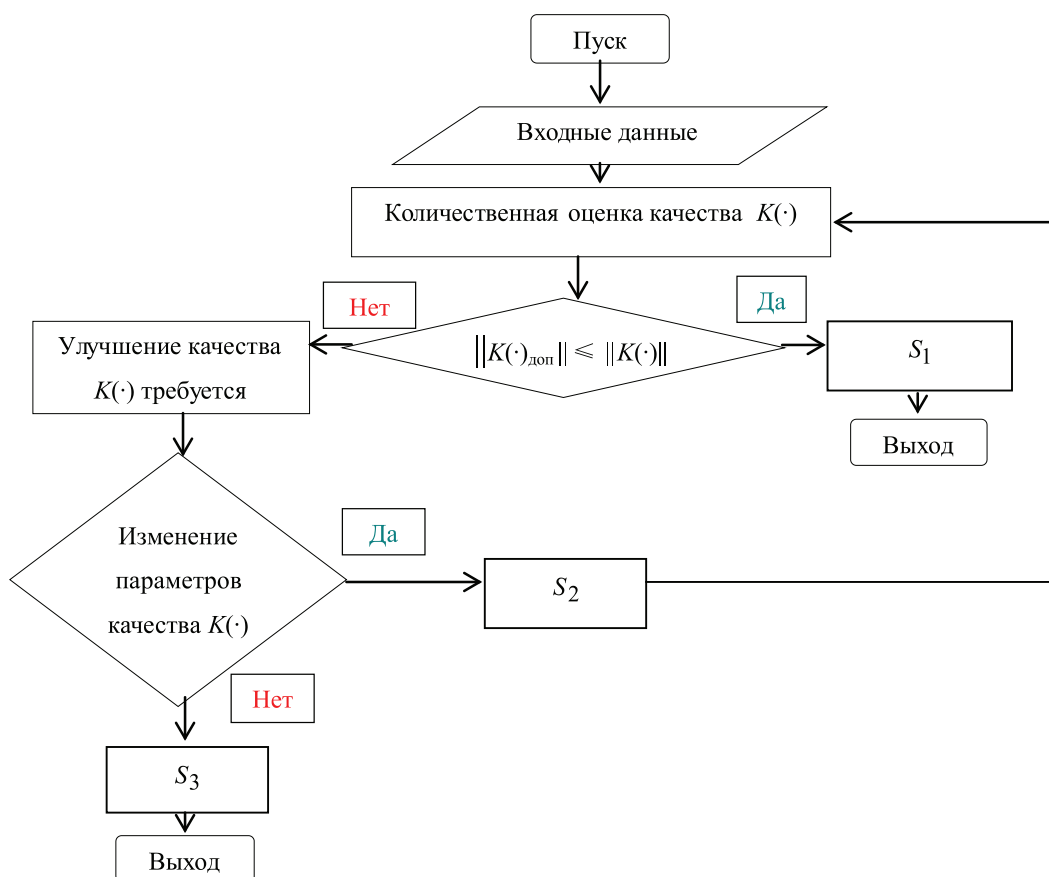 Пуск
Входные данные
Количественная оценка качества K(·)
Нет
Да
Улучшение качества
K(·) требуется
||K(·)доп|| ⩽ ||K(·)||
S1
Выход
Изменение
параметров
качества K(·)
Да
S2
Нет
S3
Выход